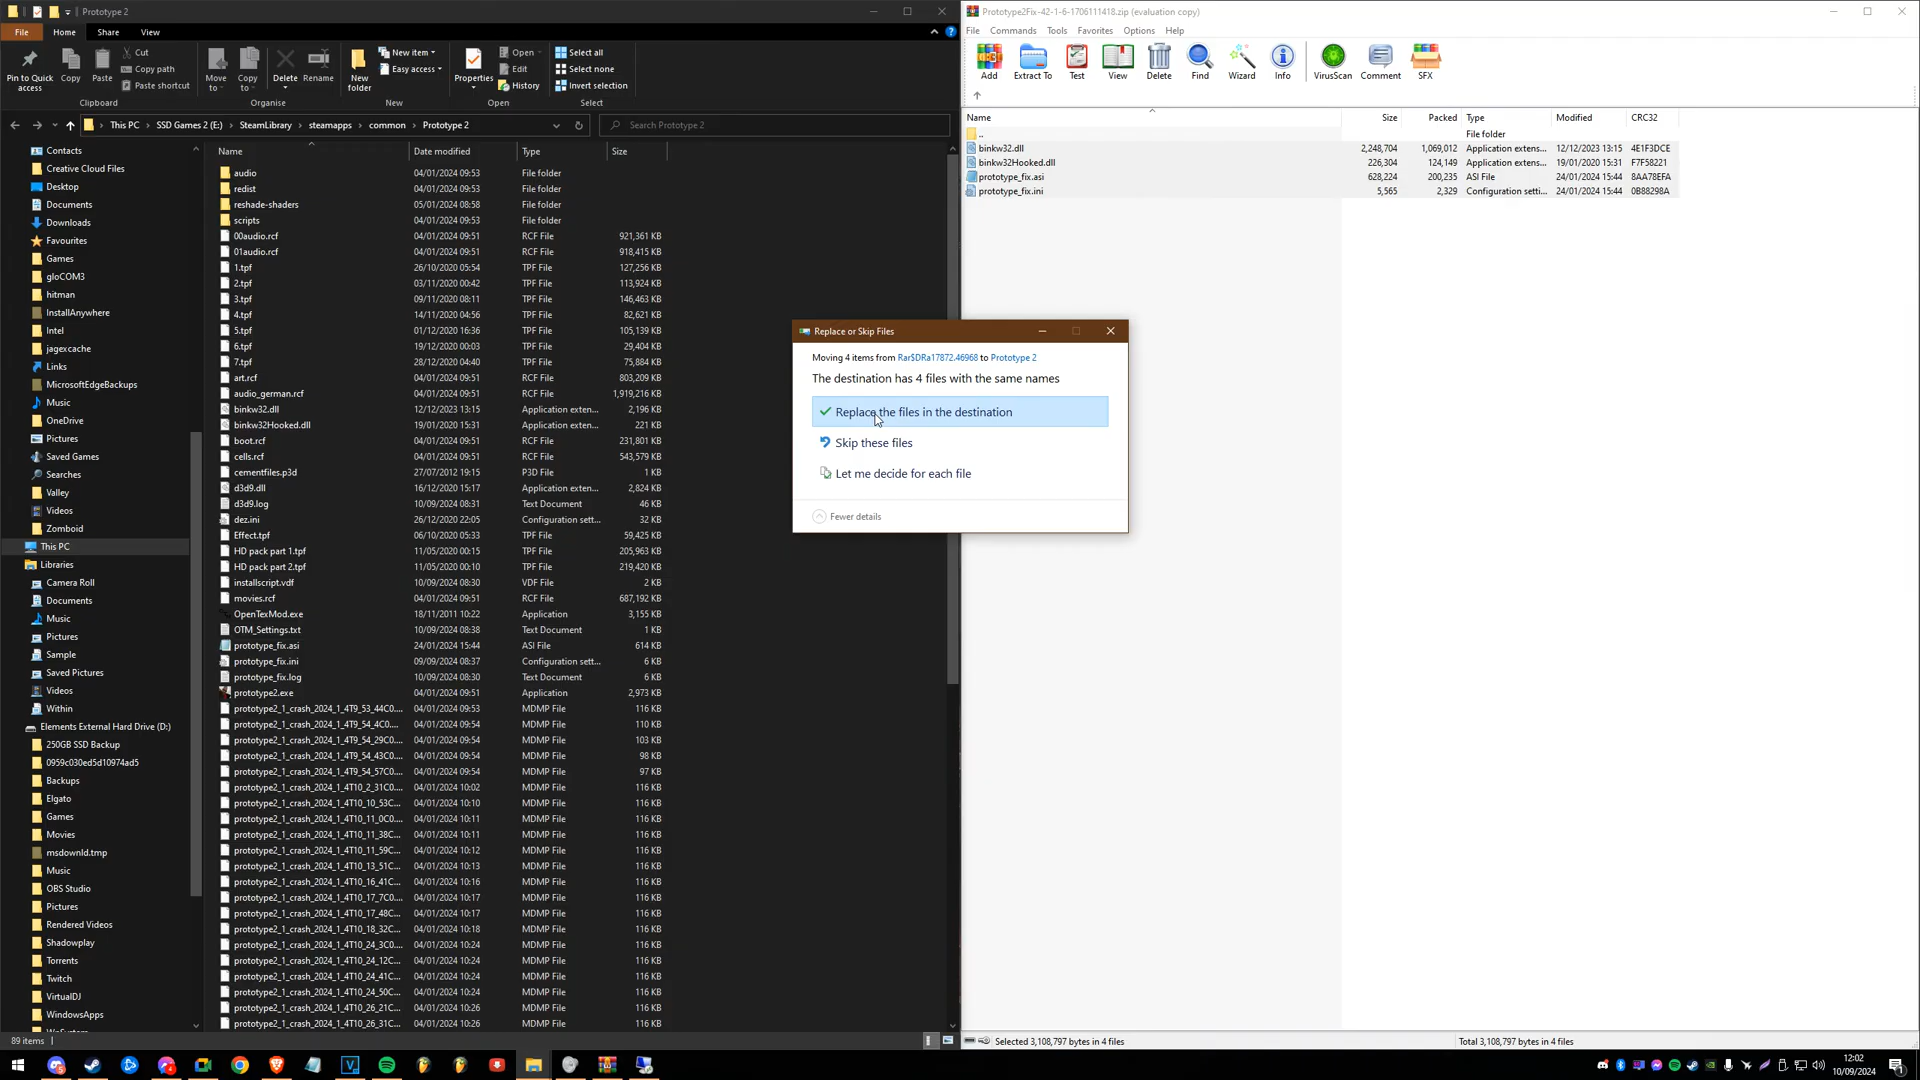 Prototype 2
File
Home
Share
View
Pin to Quick access
Copy
Paste
Cut
Copy path
Paste shortcut
Clipboard
Move to
Copy to
Delete
Rename
Organise
New folder
New item
Easy access
New
Properties
Open
Edit
History
Open
Select all
Select none
Invert selection
Select
This PC > SSD Games 2 (E:) > SteamLibrary > steamapps > common > Prototype 2
Search Prototype 2
Contacts
Creative Cloud Files
Desktop
Documents
Downloads
Favourites
Games
gloCOM3
hitman
InstallAnywhere
Intel
jagexcache
Links
MicrosoftEdgeBackups
Music
OneDrive
Pictures
Saved Games
Searches
Valley
Videos
Zomboid
This PC
Libraries
Camera Roll
Documents
Music
Pictures
Sample
Saved Pictures
Videos
Within
Elements External Hard Drive (D:)
250GB SSD Backup
0959c030ed5d10974ad5
Backups
Elgato
Games
Movies
msdownld.tmp
Music
OBS Studio
Pictures
Rendered Videos
Shadowplay
Torrents
Twitch
VirtualDJ
WindowsApps
Name Date modified Type Size
audio 04/01/2024 09:53 File folder
redist 04/01/2024 09:53 File folder
reshade-shaders 05/01/2024 08:58 File folder
scripts 04/01/2024 09:53 File folder
00audio.rcf 04/01/2024 09:51 RCF File 921,361 KB
01audio.rcf 04/01/2024 09:51 RCF File 918,415 KB
1.tpf 26/10/2020 05:54 TPF File 127,256 KB
2.tpf 03/11/2020 00:42 TPF File 113,924 KB
3.tpf 09/11/2020 08:11 TPF File 146,463 KB
4.tpf 14/11/2020 04:56 TPF File 82,621 KB
5.tpf 01/12/2020 16:36 TPF File 105,139 KB
6.tpf 19/12/2020 00:03 TPF File 29,404 KB
7.tpf 28/12/2020 04:40 TPF File 75,884 KB
art.rcf 04/01/2024 09:51 RCF File 803,209 KB
audio_german.rcf 04/01/2024 09:51 RCF File 1,919,216 KB
binkw32.dll 12/12/2023 13:15 Application exten... 2,196 KB
binkw32Hooked.dll 19/01/2020 15:31 Application exten... 221 KB
boot.rcf 04/01/2024 09:51 RCF File 231,801 KB
cells.rcf 04/01/2024 09:51 RCF File 543,579 KB
cementfiles.p3d 27/07/2012 19:15 P3D File 1 KB
d3d9.dll 16/12/2020 15:17 Application exten... 2,824 KB
d3d9.log 10/09/2024 08:31 Text Document 46 KB
dez.ini 26/12/2020 22:05 Configuration sett... 32 KB
Effect.tpf 06/10/2020 05:33 TPF File 59,425 KB
HD pack part 1.tpf 11/05/2020 00:15 TPF File 205,963 KB
HD pack part 2.tpf 11/05/2020 00:10 TPF File 219,420 KB
installscript.vdf 10/09/2024 08:30 VDF File 2 KB
movies.rcf 04/01/2024 09:51 RCF File 687,192 KB
OpenTexMod.exe 18/11/2011 10:22 Application 3,155 KB
OTM_Settings.txt 10/09/2024 08:38 Text Document 1 KB
prototype_fix.asi 24/01/2024 15:44 ASI File 614 KB
prototype_fix.ini 09/09/2024 08:37 Configuration sett... 6 KB
prototype_fix.log 10/09/2024 08:30 Text Document 6 KB
prototype2.exe 04/01/2024 09:51 Application 2,973 KB
prototype2_1_crash_2024_1_4T9_53_44C0.... 04/01/2024 09:53 MDMP File 116 KB
prototype2_1_crash_2024_1_4T9_54_4C0.... 04/01/2024 09:54 MDMP File 110 KB
prototype2_1_crash_2024_1_4T9_54_29C0.... 04/01/2024 09:54 MDMP File 103 KB
prototype2_1_crash_2024_1_4T9_54_43C0.... 04/01/2024 09:54 MDMP File 98 KB
prototype2_1_crash_2024_1_4T9_54_57C0.... 04/01/2024 09:54 MDMP File 97 KB
prototype2_1_crash_2024_1_4T10_2_31C0.... 04/01/2024 10:02 MDMP File 116 KB
prototype2_1_crash_2024_1_4T10_10_53C... 04/01/2024 10:10 MDMP File 116 KB
prototype2_1_crash_2024_1_4T10_11_0C0.... 04/01/2024 10:11 MDMP File 116 KB
prototype2_1_crash_2024_1_4T10_11_38C... 04/01/2024 10:11 MDMP File 116 KB
prototype2_1_crash_2024_1_4T10_11_59C... 04/01/2024 10:12 MDMP File 116 KB
prototype2_1_crash_2024_1_4T10_13_51C... 04/01/2024 10:13 MDMP File 116 KB
prototype2_1_crash_2024_1_4T10_16_41C... 04/01/2024 10:16 MDMP File 116 KB
prototype2_1_crash_2024_1_4T10_17_7C0.... 04/01/2024 10:17 MDMP File 116 KB
prototype2_1_crash_2024_1_4T10_17_48C... 04/01/2024 10:17 MDMP File 116 KB
prototype2_1_crash_2024_1_4T10_18_32C... 04/01/2024 10:18 MDMP File 116 KB
prototype2_1_crash_2024_1_4T10_24_3C0.... 04/01/2024 10:24 MDMP File 116 KB
prototype2_1_crash_2024_1_4T10_24_12C... 04/01/2024 10:24 MDMP File 116 KB
prototype2_1_crash_2024_1_4T10_24_41C... 04/01/2024 10:24 MDMP File 116 KB
prototype2_1_crash_2024_1_4T10_24_50C... 04/01/2024 10:24 MDMP File 116 KB
prototype2_1_crash_2024_1_4T10_26_21C... 04/01/2024 10:26 MDMP File 116 KB
prototype2_1_crash_2024_1_4T10_26_31C... 04/01/2024 10:26 MDMP File 116 KB
89 items
Prototype2Fix-42-1-6-1706111418.zip (evaluation copy)
File Commands Tools Favorites Options Help
Add Extract To Test View Delete Find Wizard Info VirusScan Comment SFX
Name Size Packed Type Modified CRC32
.. File folder
binkw32.dll 2,248,704 1,069,012 Application extens... 12/12/2023 13:15 4E1F3DCE
binkw32Hooked.dll 226,304 124,149 Application extens... 19/01/2020 15:31 F7F58221
prototype_fix.asi 628,224 200,235 ASI File 24/01/2024 15:44 8AA78EFA
prototype_fix.ini 5,565 2,329 Configuration setti... 24/01/2024 15:44 0B88298A
Replace or Skip Files
Moving 4 items from Rar$DRa17872.46968 to Prototype 2
The destination has 4 files with the same names
Replace the files in the destination
Skip these files
Let me decide for each file
Fewer details
Selected 3,108,797 bytes in 4 files
Total 3,108,797 bytes in 4 files
12:02
10/09/2024